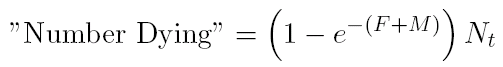 ”Number Dying” = (1 − e^{−(F+M)}) N_t